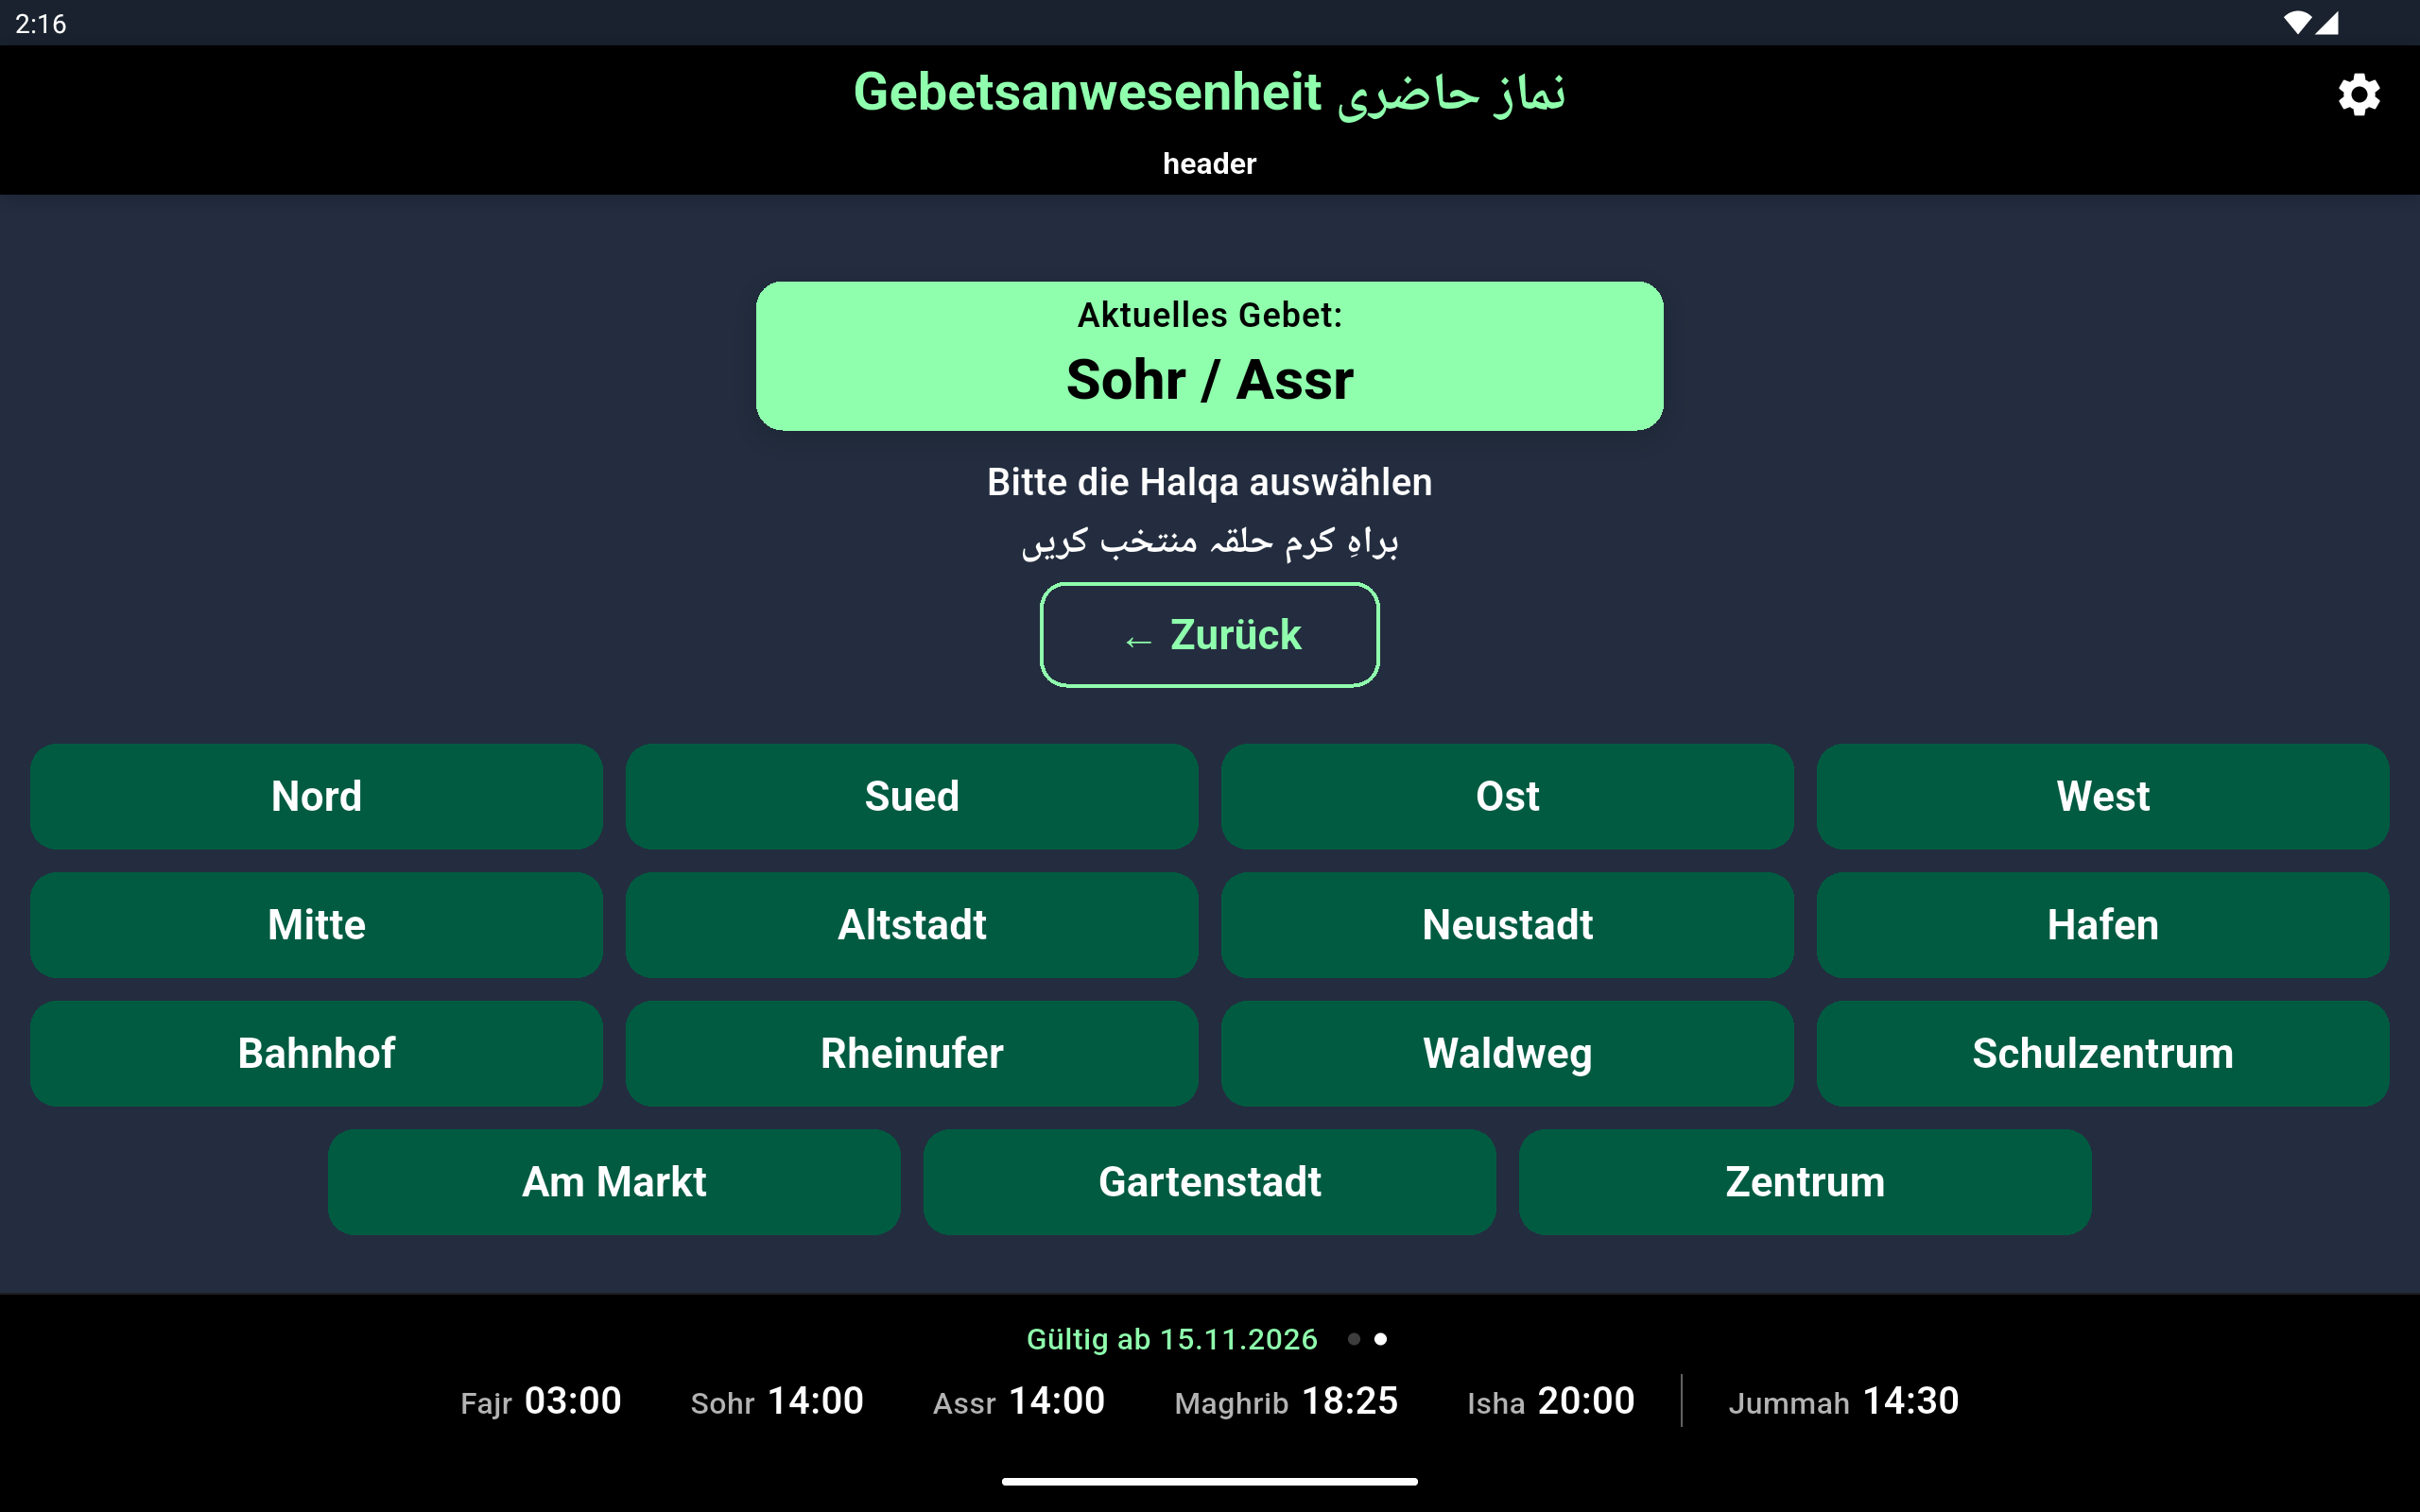 2:16
Gebetsanwesenheit نماز حاضری
header
Aktuelles Gebet:
Sohr / Assr
Bitte die Halqa auswählen
براہِ کرم حلقہ منتخب کریں
← Zurück
Nord Sued Ost West
Mitte Altstadt Neustadt Hafen
Bahnhof Rheinufer Waldweg Schulzentrum
Am Markt Gartenstadt Zentrum
Gültig ab 15.11.2026
Fajr 03:00 Sohr 14:00 Assr 14:00 Maghrib 18:25 Isha 20:00 Jummah 14:30